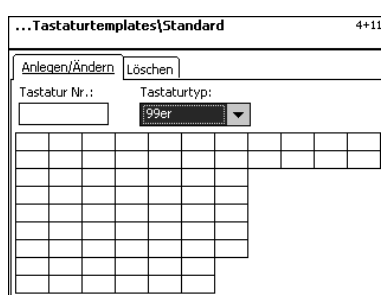 ...Tastaturtemplates\Standard 4+11
Anlegen/Ändern Löschen
Tastatur Nr.: Tastaturtyp:
99er